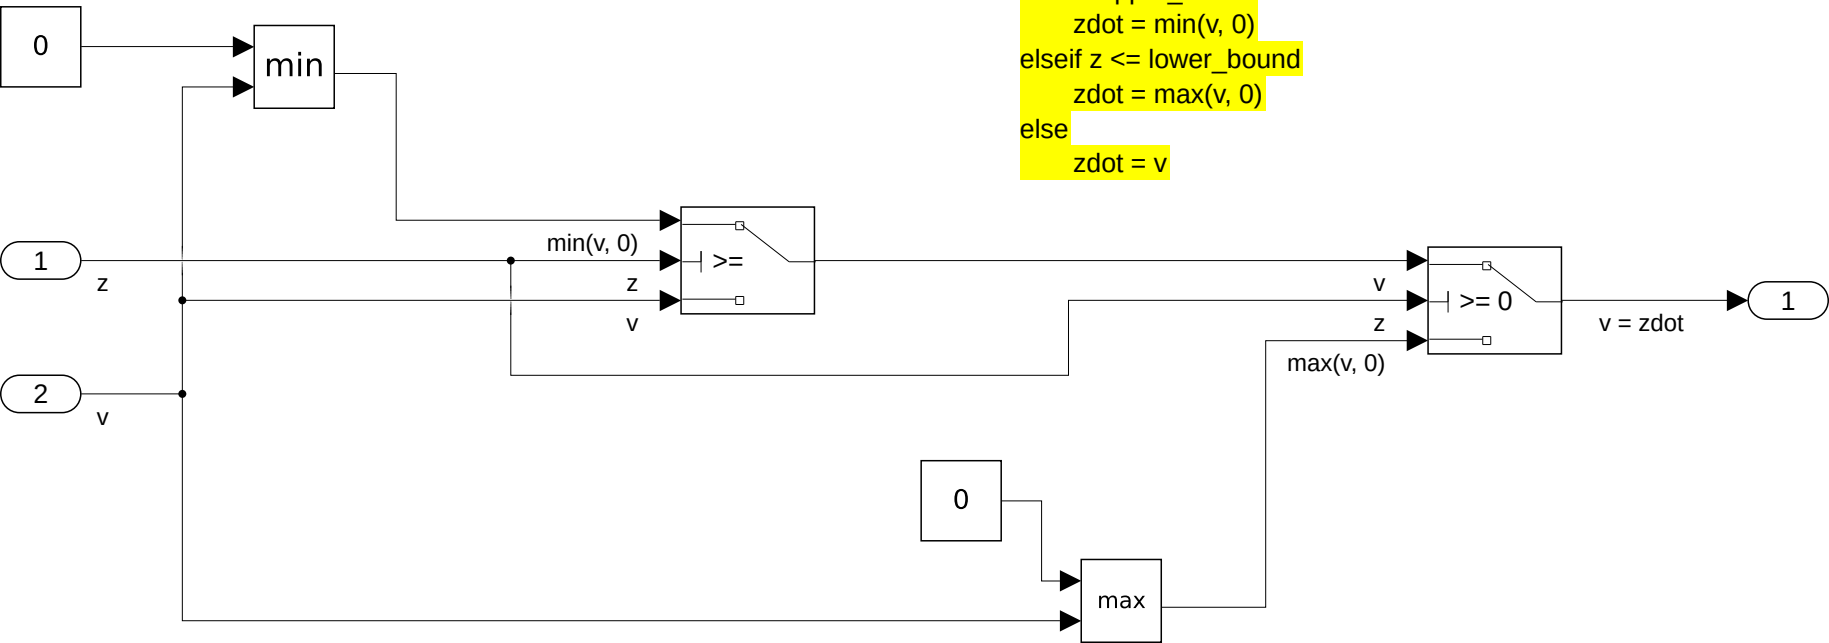 0
min
zdot = min(v, 0)
elseif z <= lower_bound
zdot = max(v, 0)
else
zdot = v
min(v, 0)
1
z
z
v
>=
v
z
max(v, 0)
>= 0
v = zdot
1
2
v
0
max